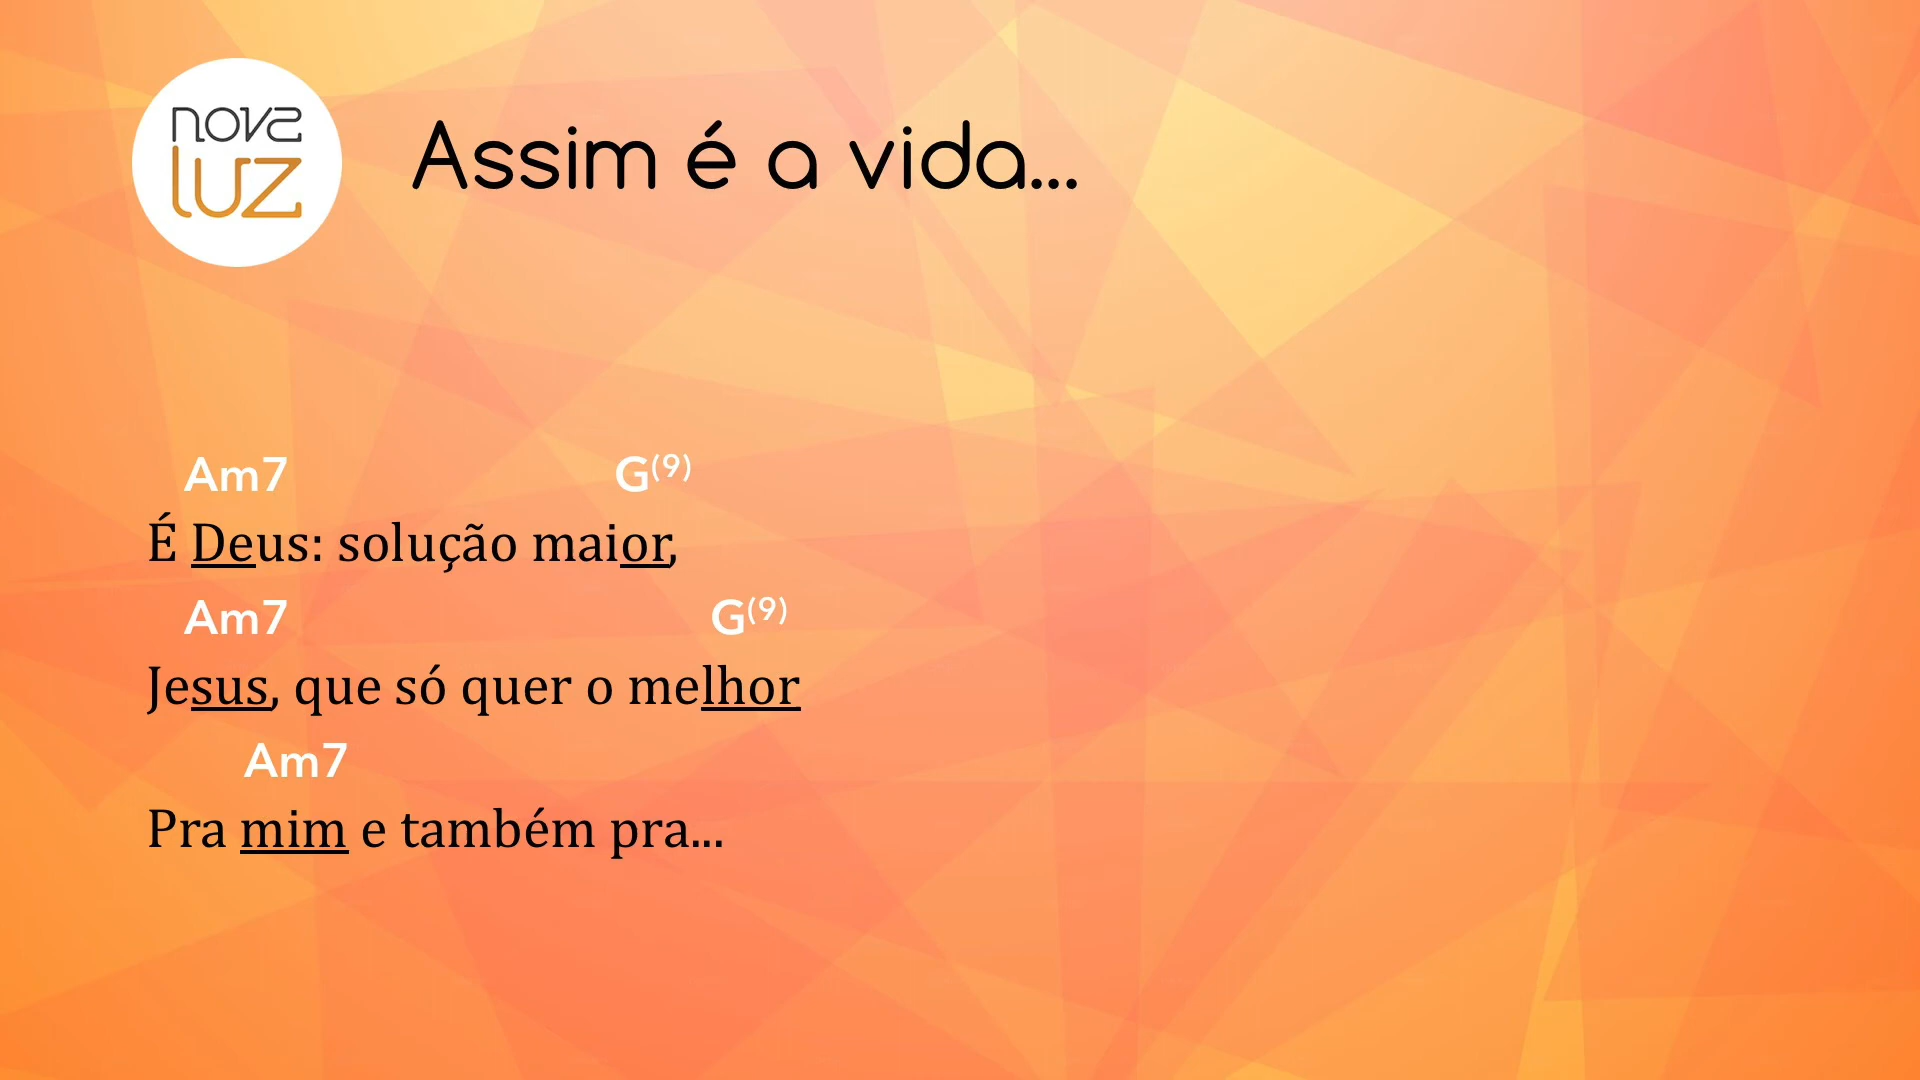 nova
luz
Assim é a vida...
Am7 G(9)
É Deus: solução maior,
Am7 G(9)
Jesus, que só quer o melhor
Am7
Pra mim e também pra...